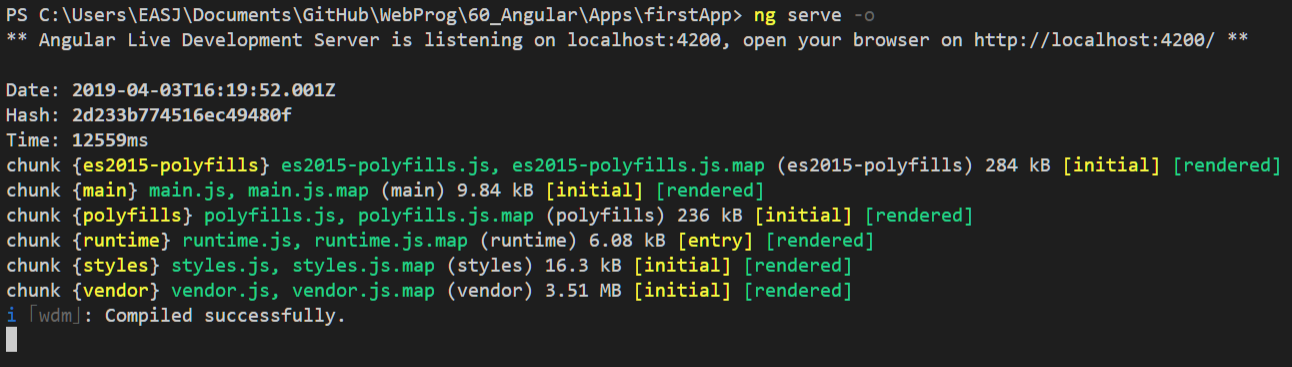 PS C:\Users\EASJ\Documents\GitHub\WebProg\60_Angular\Apps\firstApp> ng serve -o
** Angular Live Development Server is listening on localhost:4200, open your browser on http://localhost:4200/ **
Date: 2019-04-03T16:19:52.001Z
Hash: 2d233b774516ec49480f
Time: 12559ms
chunk {es2015-polyfills} es2015-polyfills.js, es2015-polyfills.js.map (es2015-polyfills) 284 kB [initial] [rendered]
chunk {main} main.js, main.js.map (main) 9.84 kB [initial] [rendered]
chunk {polyfills} polyfills.js, polyfills.js.map (polyfills) 236 kB [initial] [rendered]
chunk {runtime} runtime.js, runtime.js.map (runtime) 6.08 kB [entry] [rendered]
chunk {styles} styles.js, styles.js.map (styles) 16.3 kB [initial] [rendered]
chunk {vendor} vendor.js, vendor.js.map (vendor) 3.51 MB [initial] [rendered]
i ｢wdm｣: Compiled successfully.